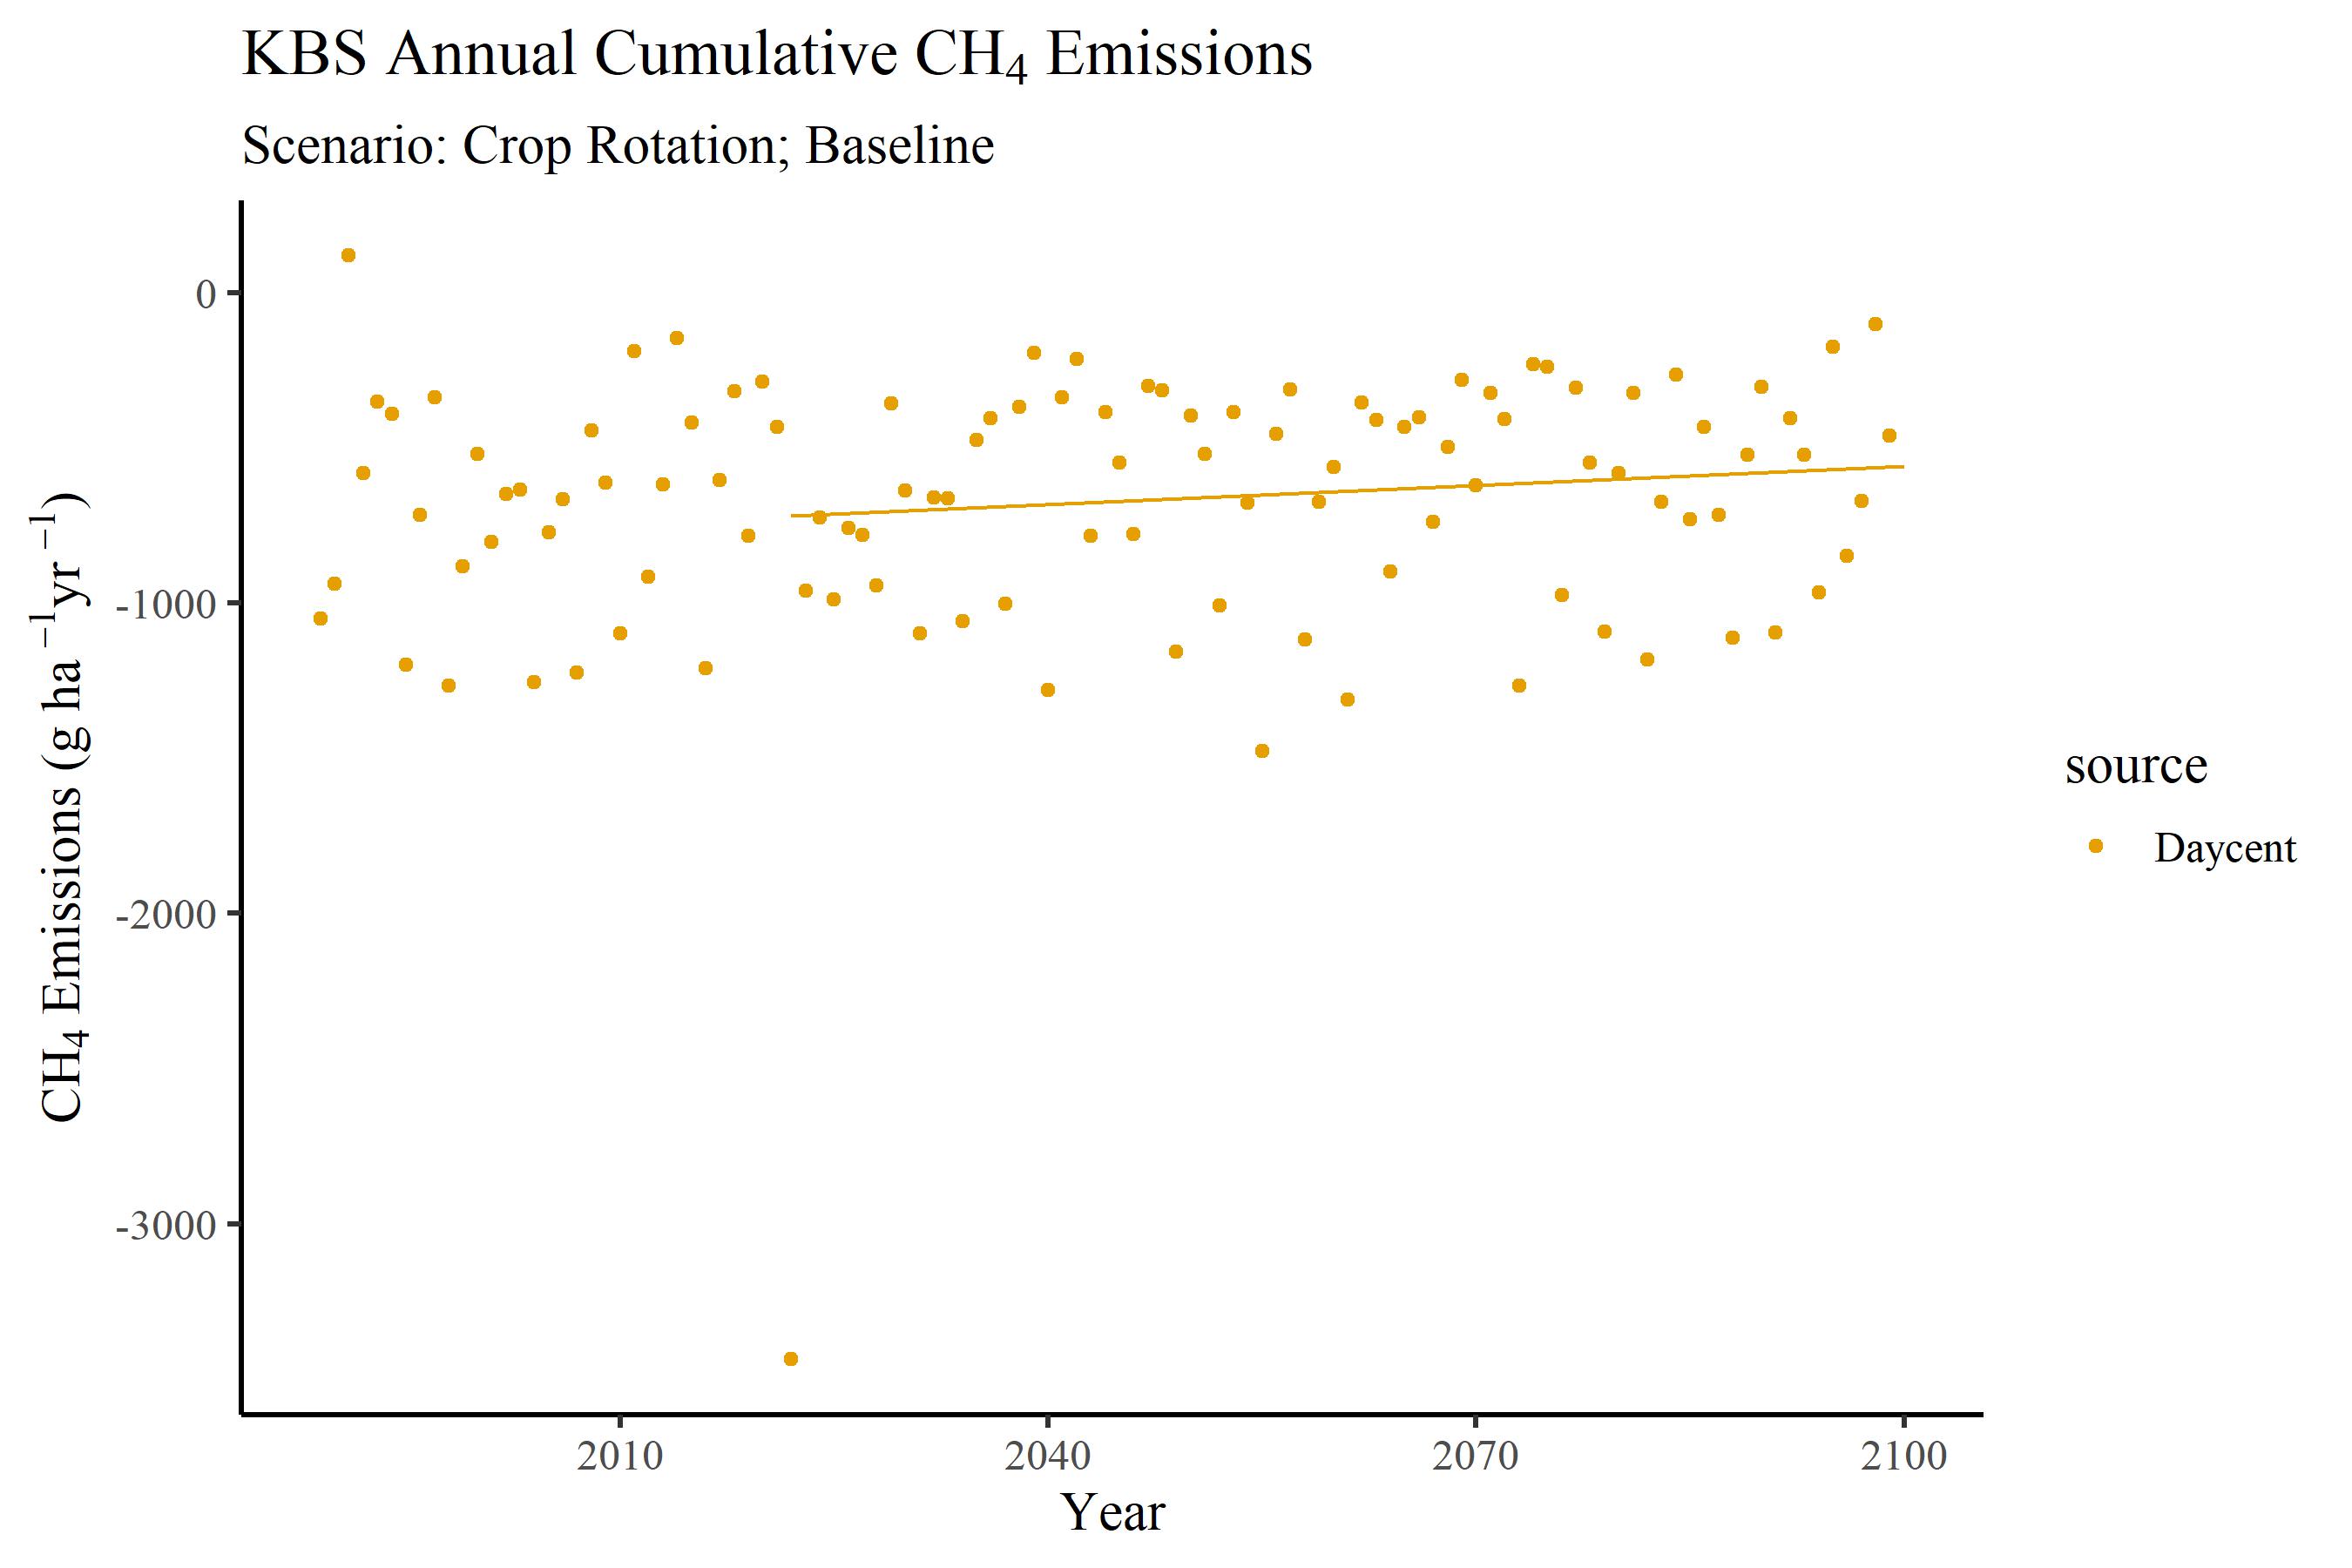 KBS Annual Cumulative CH₄ Emissions
Scenario: Crop Rotation; Baseline
CH₄ Emissions (g ha ⁻¹yr ⁻¹)
0
-1000
-2000
-3000
2010 2040 2070 2100
Year
source
Daycent